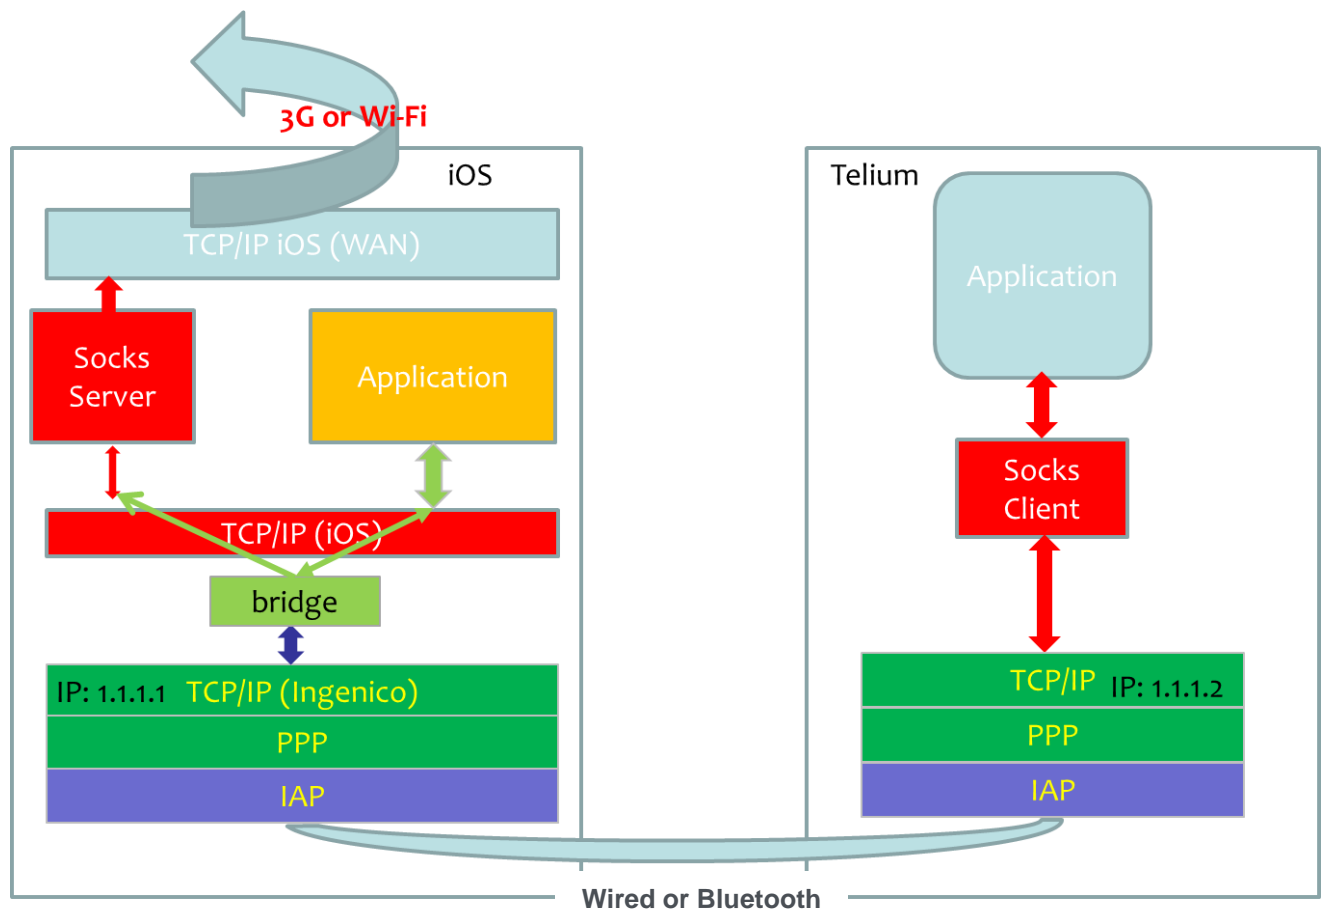 3G or Wi-Fi
iOS
TCP/IP iOS (WAN)
Socks
Server
Application
TCP/IP (iOS)
bridge
IP: 1.1.1.1 TCP/IP (Ingenico)
PPP
IAP
Telium
Application
Socks
Client
TCP/IP IP: 1.1.1.2
PPP
IAP
Wired or Bluetooth